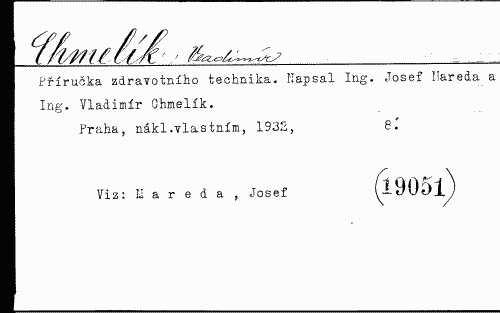 Chmelík Vladimír
Příručka zdravotního technika. Napsal Ing. Josef Mareda a
Ing. Vladimír Chmelík.
Praha, nákl.vlastním, 1932, 8:
Viz: M a r e d a , Josef
(19051)